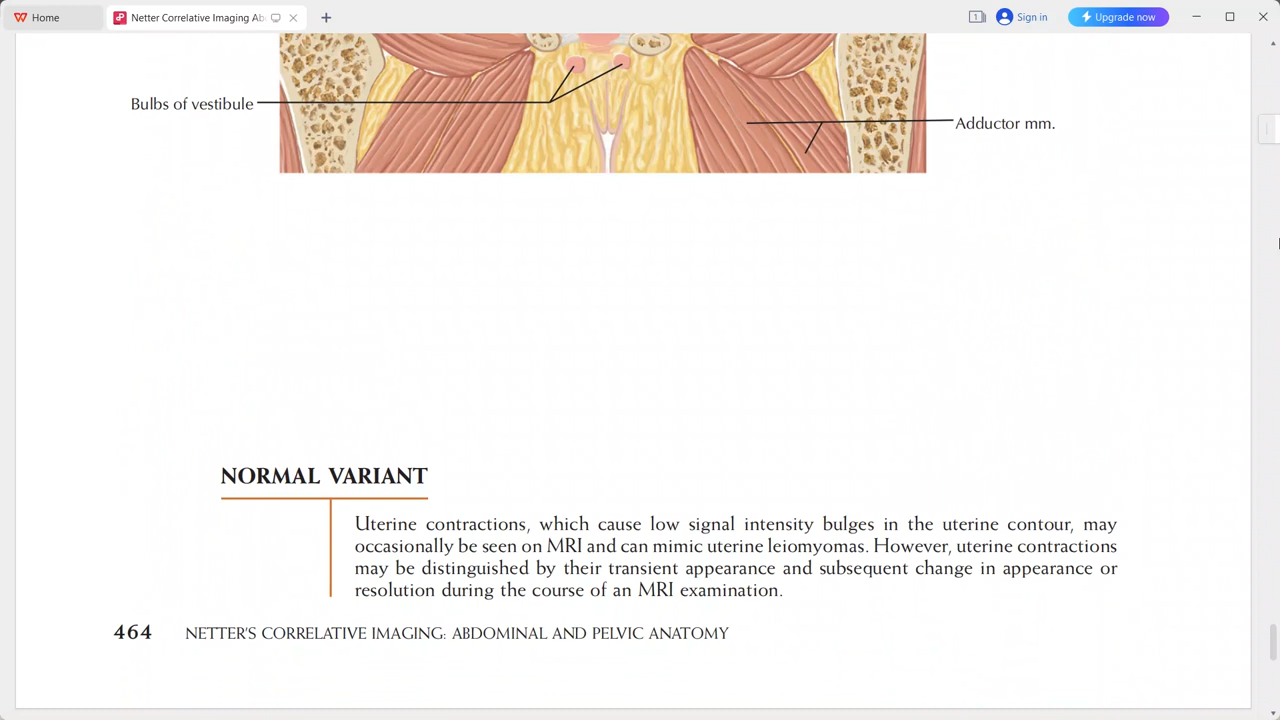 Home
Netter Correlative Imaging Ab
1
Sign in
Upgrade now
Bulbs of vestibule
Adductor mm.
NORMAL VARIANT
Uterine contractions, which cause low signal intensity bulges in the uterine contour, may
occasionally be seen on MRI and can mimic uterine leiomyomas. However, uterine contractions
may be distinguished by their transient appearance and subsequent change in appearance or
resolution during the course of an MRI examination.
464 NETTER'S CORRELATIVE IMAGING: ABDOMINAL AND PELVIC ANATOMY